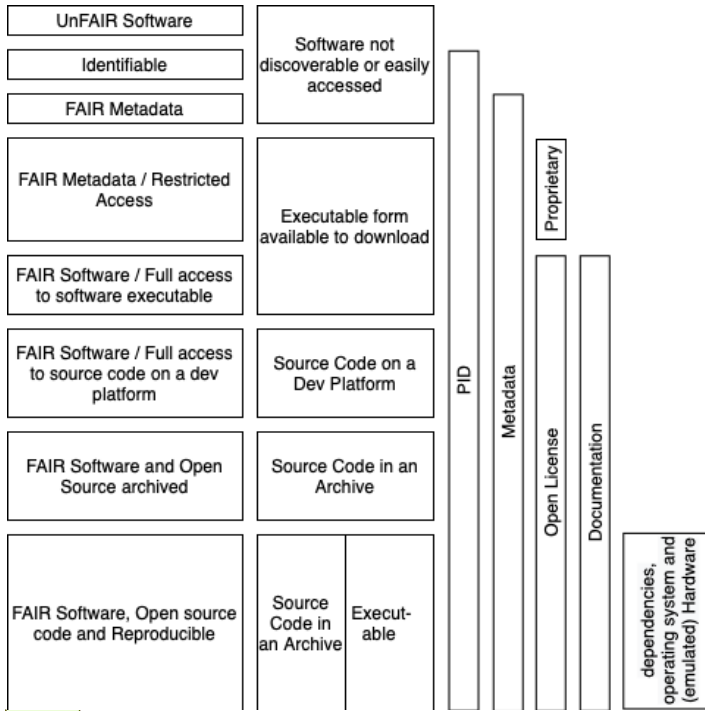 UnFAIR Software
Identifiable
FAIR Metadata
Software not
discoverable or easily
accessed
FAIR Metadata / Restricted
Access
Executable form
available to download
FAIR Software / Full access
to software executable
FAIR Software / Full access
to source code on a dev
platform
Source Code on a
Dev Platform
FAIR Software and Open
Source archived
Source Code in an
Archive
FAIR Software, Open source
code and Reproducible
Source
Code in
an Archive
Execut-
able
PID
Metadata
Proprietary
Open License
Documentation
dependencies,
operating system and
(emulated) Hardware